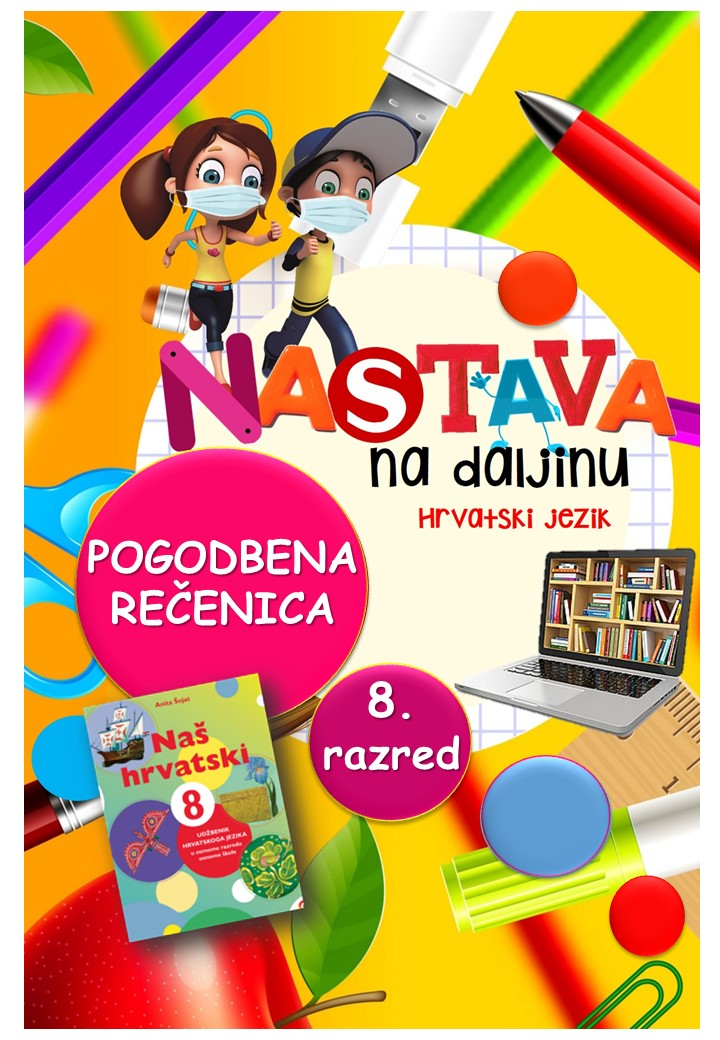 NASTAVA
na daljinu
Hrvatski jezik
POGODBENA
REČENICA
8.
razred
Anita Šojat
Naš
hrvatski
8
UDŽBENIK
HRVATSKOGA JEZIKA
u osmome razredu
osnovne škole